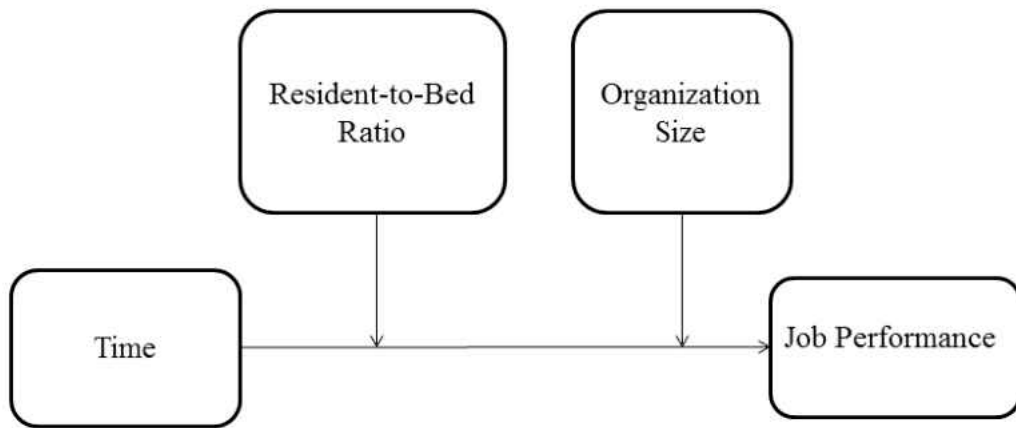 Resident-to-Bed
Ratio
Organization
Size
Time
Job Performance